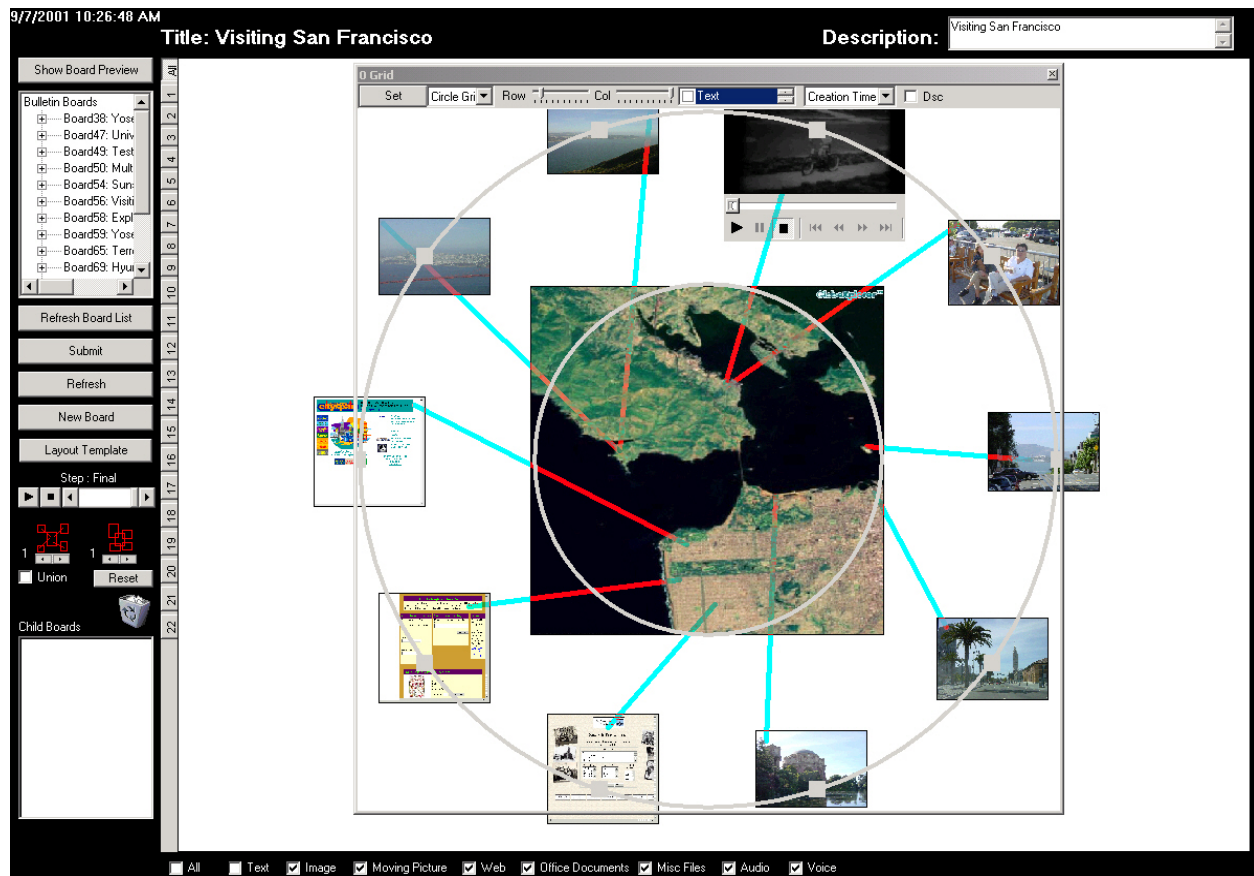 9/7/2001 10:26:48 AM
Title: Visiting San Francisco
Description:
Visiting San Francisco
Show Board Preview
Bulletin Boards
Board38: Yose
Board47: Univ
Board49: Test
Board50: Mult
Board54: Sun
Board56: Visiti
Board58: Expl
Board59: Yose
Board65: Terr
Board69: Hyu
Refresh Board List
Submit
Refresh
New Board
Layout Template
Step : Final
1
1
Union
Reset
Child Boards
All
1
2
3
4
5
6
7
8
9
10
11
12
13
14
15
16
17
18
19
20
21
22
0 Grid
Set
Circle Gri
Row
Col
Text
Creation Time
Dsc
All
Text
Image
Moving Picture
Web
Office Documents
Misc Files
Audio
Voice